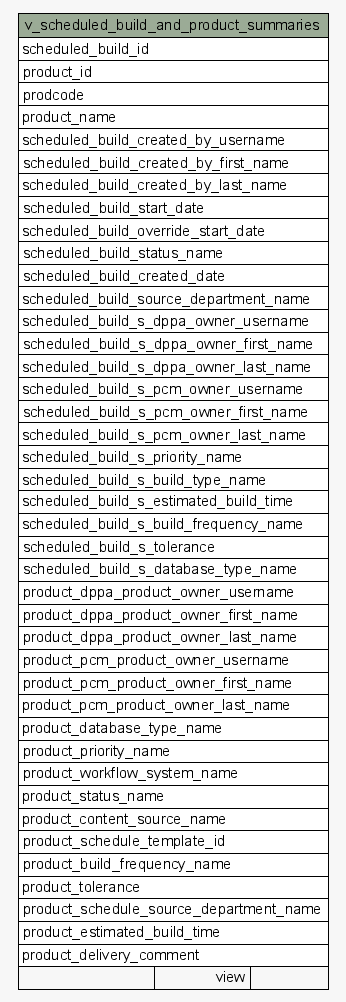 v_scheduled_build_and_product_summaries
scheduled_build_id
product_id
prodcode
product_name
scheduled_build_created_by_username
scheduled_build_created_by_first_name
scheduled_build_created_by_last_name
scheduled_build_start_date
scheduled_build_override_start_date
scheduled_build_status_name
scheduled_build_created_date
scheduled_build_source_department_name
scheduled_build_s_dppa_owner_username
scheduled_build_s_dppa_owner_first_name
scheduled_build_s_dppa_owner_last_name
scheduled_build_s_pcm_owner_username
scheduled_build_s_pcm_owner_first_name
scheduled_build_s_pcm_owner_last_name
scheduled_build_s_priority_name
scheduled_build_s_build_type_name
scheduled_build_s_estimated_build_time
scheduled_build_s_build_frequency_name
scheduled_build_s_tolerance
scheduled_build_s_database_type_name
product_dppa_product_owner_username
product_dppa_product_owner_first_name
product_dppa_product_owner_last_name
product_pcm_product_owner_username
product_pcm_product_owner_first_name
product_pcm_product_owner_last_name
product_database_type_name
product_priority_name
product_workflow_system_name
product_status_name
product_content_source_name
product_schedule_template_id
product_build_frequency_name
product_tolerance
product_schedule_source_department_name
product_estimated_build_time
product_delivery_comment
view